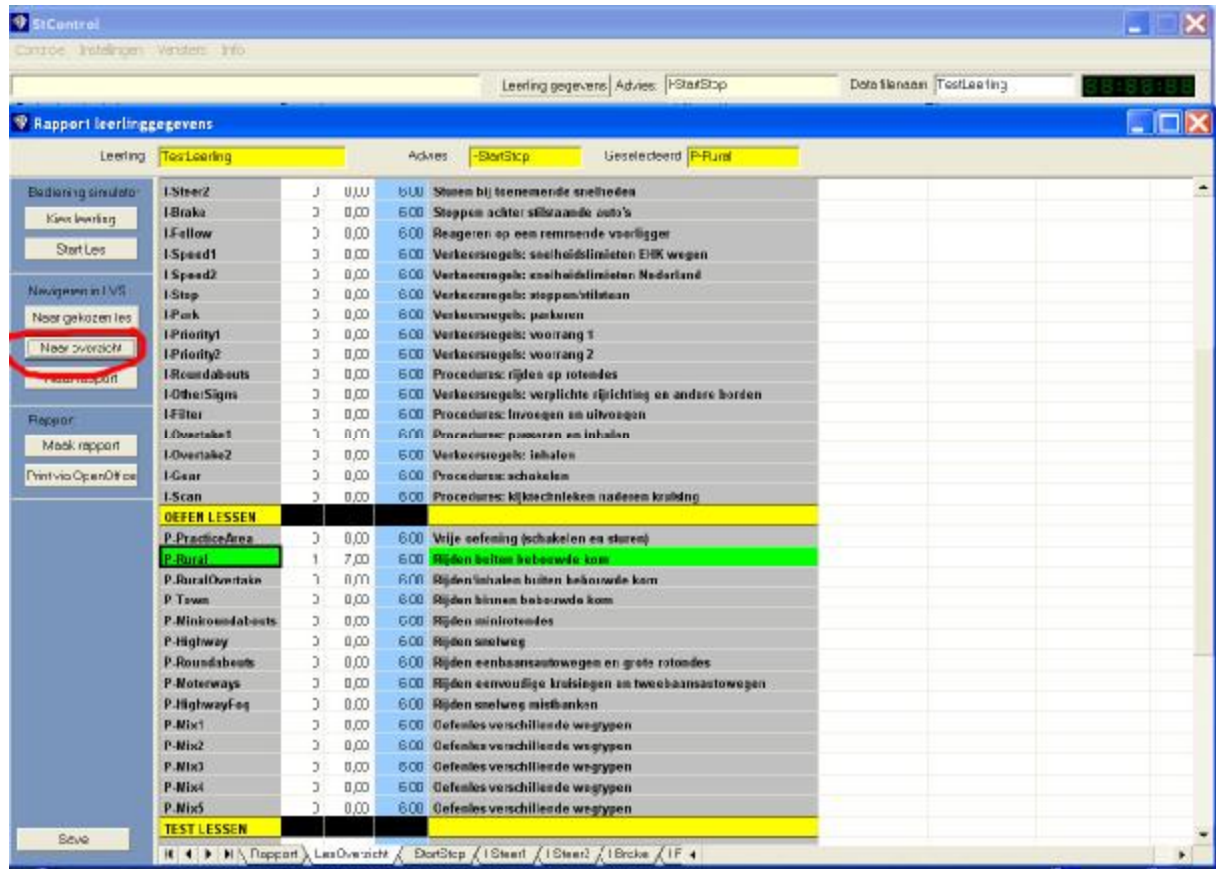 StControl
Instellingen Vensters Info
Leerling gegevens Advies: I-StartStop Data filenaam TestLeerling 88:88:88
Rapport leerlinggegevens
Leerling TestLeerling Advies I-StartStop Geselecteerd P-Rural
Bediening simulator
Kies leerling
Start Les
Navigeren in LVS
Naar gekozen les
Naar overzicht
Naar rapport
Rapport
Maak rapport
Print via OpenOffice
Save
I-Steer2 0 0,00 6.00 Sturen bij toenemende snelheden
I-Brake 0 0,00 6.00 Stoppen achter stilstaande auto's
I-Follow 0 0,00 6.00 Reageren op een remmende voorligger
I-Speed1 0 0,00 6.00 Verkeersregels: snelheidslimieten EHK wegen
I-Speed2 0 0,00 6.00 Verkeersregels: snelheidslimieten Nederland
I-Stop 0 0,00 6.00 Verkeersregels: stoppen/stilstaan
I-Park 0 0,00 6.00 Verkeersregels: parkeren
I-Priority1 0 0,00 6.00 Verkeersregels: voorrang 1
I-Priority2 0 0,00 6.00 Verkeersregels: voorrang 2
I-Roundabouts 0 0,00 6.00 Procedures: rijden op rotondes
I-OtherSigns 0 0,00 6.00 Verkeersregels: verplichte rijrichting en andere borden
I-Filter 0 0,00 6.00 Procedures: Invoegen en uitvoegen
I-Overtake1 0,00 6.00 Procedures: passeren en inhalen
I-Overtake2 0 0,00 6.00 Verkeersregels: inhalen
I-Gear 0 0,00 6.00 Procedures: schakelen
I-Scan 0 0,00 6.00 Procedures: kijktechnieken naderen kruising
OEFEN LESSEN
P-PracticeArea 0 0,00 6.00 Vrije oefening (schakelen en sturen)
P-Rural 1 7,00 6.00 Rijden buiten bebouwde kom
P-RuralOvertake 0 0,00 6.00 Rijden/inhalen buiten bebouwde kom
P-Town 0 0,00 6.00 Rijden binnen bebouwde kom
P-Miniroundabouts 0 0,00 6.00 Rijden minirotondes
P-Highway 0 0,00 6.00 Rijden snelweg
P-Roundabouts 0 0,00 6.00 Rijden eenbaansautowegen en grote rotondes
P-Motorways 0 0,00 6.00 Rijden eenvoudige kruisingen en tweebaansautowegen
P-HighwayFog 0 0.00 6.00 Rijden snelweg mistbanken
P-Mix1 0 0,00 6.00 Oefenles verschillende wegtypen
P-Mix2 0 0,00 6.00 Oefenles verschillende wegtypen
P-Mix3 0 0,00 6.00 Oefenles verschillende wegtypen
P-Mix4 0 0,00 6.00 Oefenles verschillende wegtypen
P-Mix5 0 0,00 6.00 Oefenles verschillende wegtypen
TEST LESSEN
Rapport LesOverzicht StartStop I Steer1 I Steer2 I Brake I F